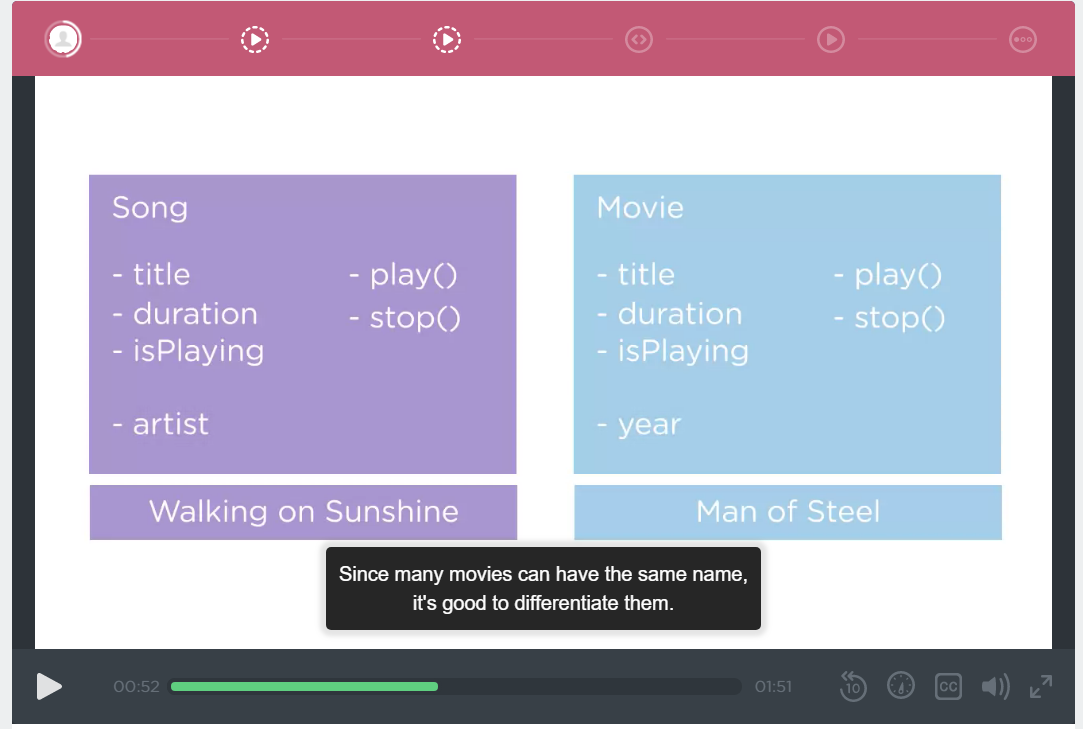 Song
- title
- duration
- isPlaying
- artist
- play()
- stop()
Walking on Sunshine
Movie
- title
- duration
- isPlaying
- year
- play()
- stop()
Man of Steel
Since many movies can have the same name,
it's good to differentiate them.
00:52
01:51
10
CC